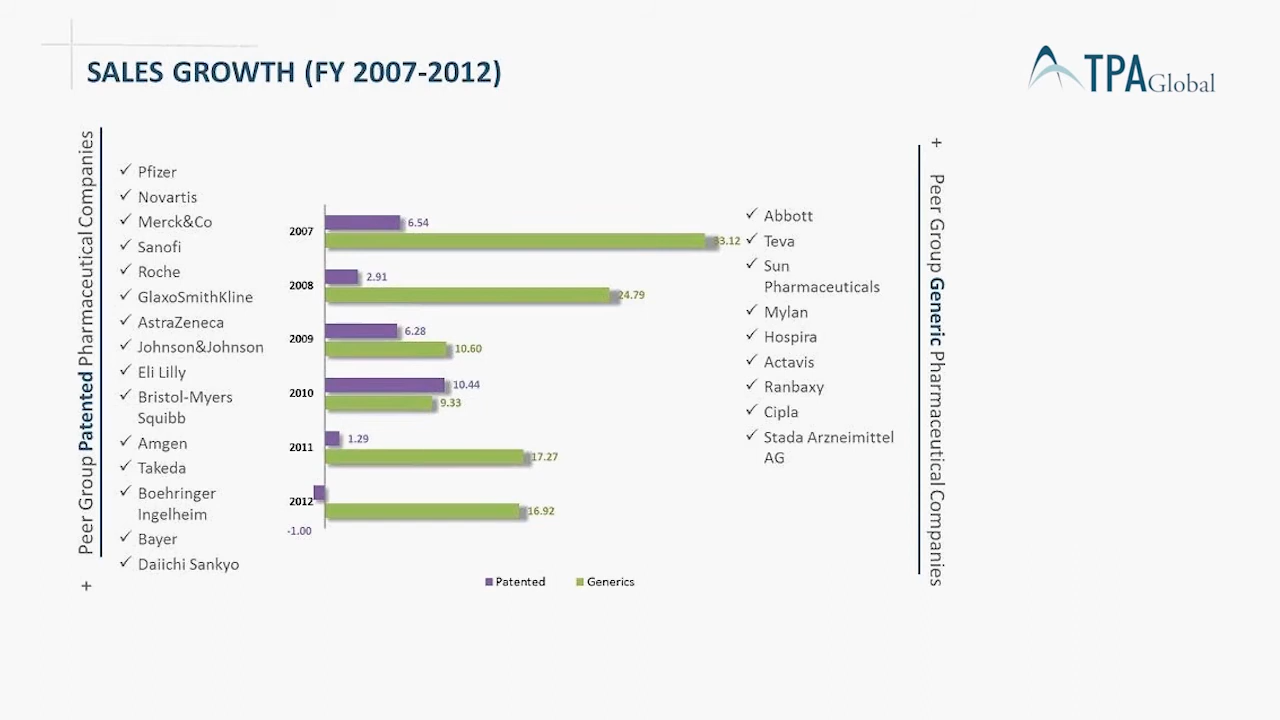 SALES GROWTH (FY 2007-2012)
TPA Global
+ Peer Group Patented Pharmaceutical Companies
✓ Pfizer
✓ Novartis
✓ Merck&Co
✓ Sanofi
✓ Roche
✓ GlaxoSmithKline
✓ AstraZeneca
✓ Johnson&Johnson
✓ Eli Lilly
✓ Bristol-Myers
Squibb
✓ Amgen
✓ Takeda
✓ Boehringer
Ingelheim
✓ Bayer
✓ Daiichi Sankyo
2007
6.54
33.12
2008
2.91
24.79
2009
6.28
10.60
2010
10.44
9.33
2011
1.29
17.27
2012
16.92
-1.00
Patented Generics
✓ Abbott
✓ Teva
✓ Sun
Pharmaceuticals
✓ Mylan
✓ Hospira
✓ Actavis
✓ Ranbaxy
✓ Cipla
✓ Stada Arzneimittel
AG
+ Peer Group Generic Pharmaceutical Companies